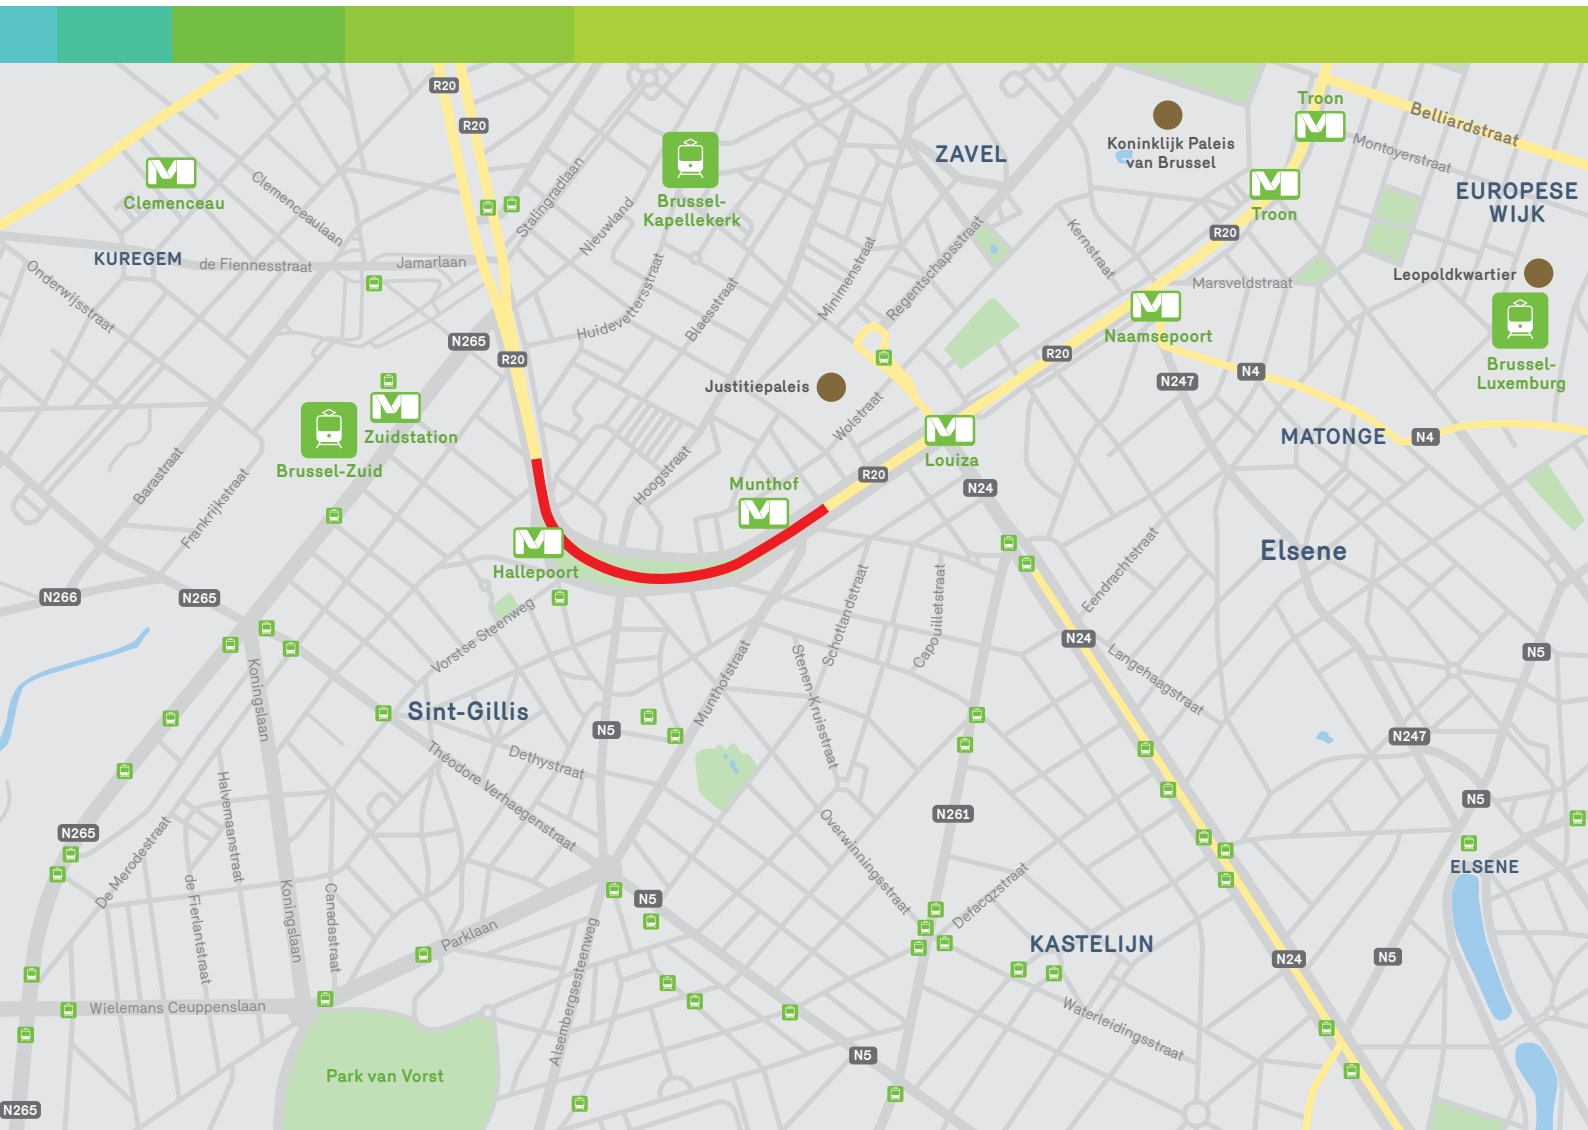 R20
R20
Troon
Belliardstraat
Montoyerstraat
Koninklijk Paleis
van Brussel
ZAVEL
Clemenceau
Clemenceaulaan
Stalingradlaan
Nieuwland
Brussel-
Kapellekerk
Troon
EUROPESE
WIJK
R20
Kernstraat
Regentschapsstraat
Minimenstraat
KUREGEM
de Fiennesstraat
Jamarlaan
Onderwijsstraat
Huidevettersstraat
Blaesstraat
Marsveldstraat
Leopoldkwartier
N265
R20
R20
Naamsepoort
N247
N4
Brussel-
Luxemburg
Justitiepaleis
Wolstraat
Zuidstation
Brussel-Zuid
MATONGE
N4
Louiza
R20
N24
Barastraat
Frankrijkstraat
Hoogstraat
Munthof
Hallepoort
Elsene
Eendrachtstraat
N266
N265
Vorstse Steenweg
Schotlandstraat
Capouilletstraat
N24
N5
Koningslaan
Munthofstraat
Stenen-Kruisstraat
Langehaagstraat
Sint-Gillis
N5
N247
Dethystraat
Théodore Verhaegenstraat
Halvemaanstraat
N265
De Merodestraat
Overwinningsstraat
N261
N5
ELSENE
de Fierlantstraat
Koningslaan
Canadastraat
N5
Parklaan
Alsembergsesteenweg
Defacqzstraat
KASTELIJN
N24
N5
Wielemans Ceuppenslaan
Waterleidingsstraat
N5
Park van Vorst
N265